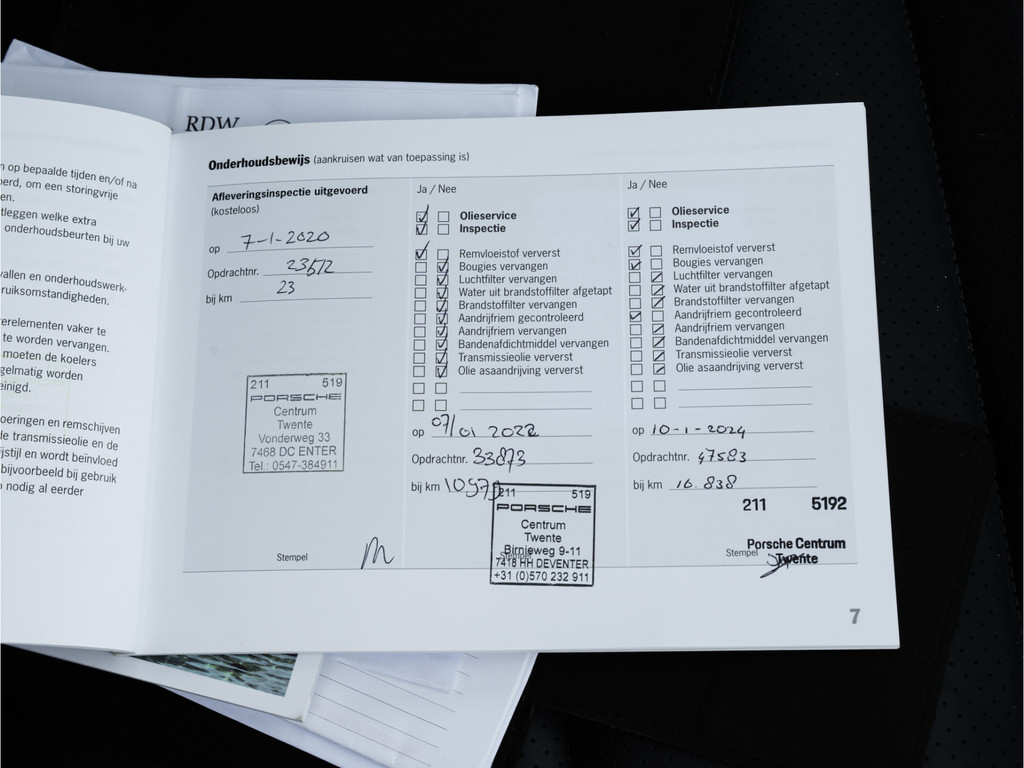 RDW
n op bepaalde tijden en/of na
oerd, om een storingvrije
en.
tleggen welke extra
onderhoudsbeurten bij uw
vallen en onderhoudswerk-
ruiksomstandigheden.
rerelementen vaker te
te worden vervangen.
moeten de koelers
gelmatig worden
einigd.
oeringen en remschijven
de transmissieolie en de
ijstijl en wordt beïnvloed
bijvoorbeeld bij gebruik
nodig al eerder
Onderhoudsbewijs (aankruisen wat van toepassing is)
Afleveringsinspectie uitgevoerd
(kosteloos)
op 7-1-2020
Opdrachtnr.
bij km 23
211 519
PORSCHE
Centrum
Twente
Vonderweg 33
7468 DC ENTER
Tel.: 0547-384911
Stempel
Ja / Nee
Olieservice
Inspectie
Remvloeistof ververst
Bougies vervangen
Luchtfilter vervangen
Water uit brandstoffilter afgetapt
Brandstoffilter vervangen
Aandrijfriem gecontroleerd
Aandrijfriem vervangen
Bandenafdichtmiddel vervangen
Transmissieolie ververst
Olie asaandrijving ververst
op 07/01 2022
Opdrachtnr. 33873
bij km
211 519
PORSCHE
Centrum
Twente
Birnieweg 9-11
7418 HH DEVENTER
+31 (0)570 232 911
Ja / Nee
Olieservice
Inspectie
Remvloeistof ververst
Bougies vervangen
Luchtfilter vervangen
Water uit brandstoffilter afgetapt
Brandstoffilter vervangen
Aandrijfriem gecontroleerd
Aandrijfriem vervangen
Bandenafdichtmiddel vervangen
Transmissieolie ververst
Olie asaandrijving ververst
op 10-1-2024
Opdrachtnr. 47583
bij km 16.838
211 5192
Porsche Centrum
Stempel Twente
7